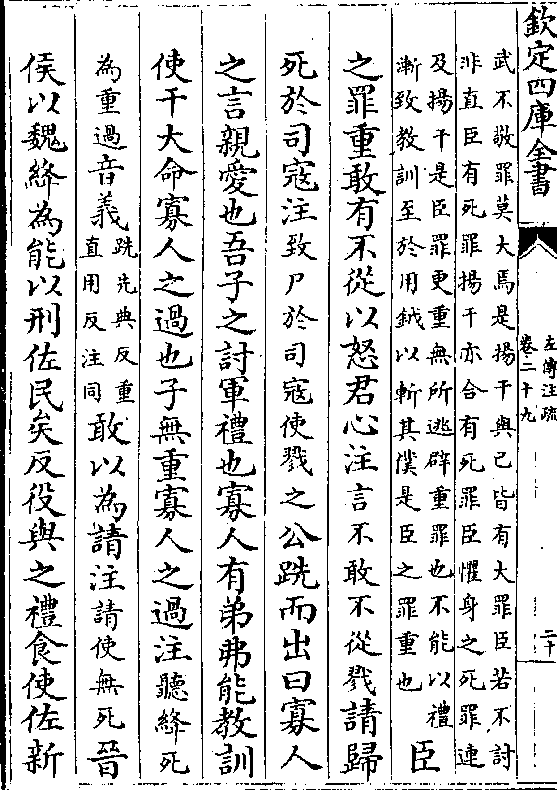 欽定四庫全書
左傳注疏
卷二十九
二十
武不敬罪莫大焉是揚干與已皆有大罪臣若不討
非直臣有死罪揚干亦合有死罪臣懼身之死罪連
及揚干是臣罪更重無所逃辟重罪也不能以禮
漸致教訓至於用鉞以斬其僕是臣之罪重也
臣
之罪重敢有不從以怒君心注言不敢不從戮請歸
死於司寇注致尸於司寇使戮之公跣而出曰寡人
之言親愛也吾子之討軍禮也寡人有弟弗能教訓
使干大命寡人之過也子無重寡人之過注聽絳死
為重過音義
跣先典反重
直用反注同
敢以為請注請使無死晉
侯以魏絳為能以刑佐民矣反役與之禮食使佐新